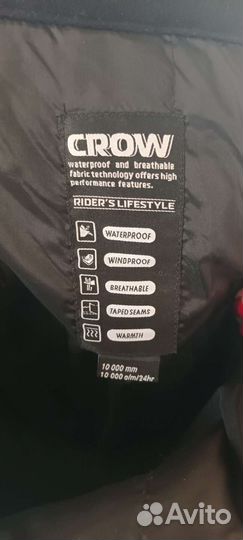 CROW
waterproof and breathable
fabric technology offers high
performance features.
RIDER'S LIFESTYLE
WATERPROOF
WINDPROOF
BREATHABLE
TAPED SEAMS
WARMTH
10 000 mm
10 000 g/m/24hr
Avito